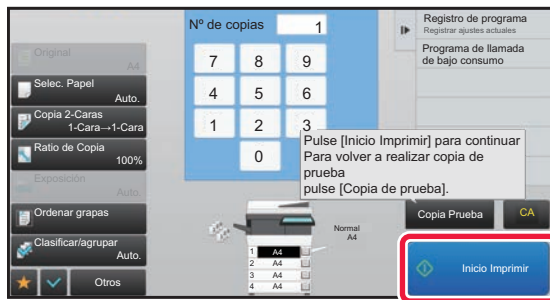 Original
A4
Selec. Papel
Auto.
Copia 2-Caras
1-Cara→1-Cara
Ratio de Copia
100%
Exposición
Auto.
Ordenar grapas
Clasificar/agrupar
Auto.
Otros
Nº de copias
1
7 8 9
4 5 6
1 2 3
0
Pulse [Inicio Imprimir] para continuar
Para volver a realizar copia de
prueba
pulse [Copia de prueba].
Normal
A4
1 A4
2 A4
3 A4
4 A4
Registro de programa
Registrar ajustes actuales
Programa de llamada
de bajo consumo
Copia Prueba
CA
Inicio Imprimir